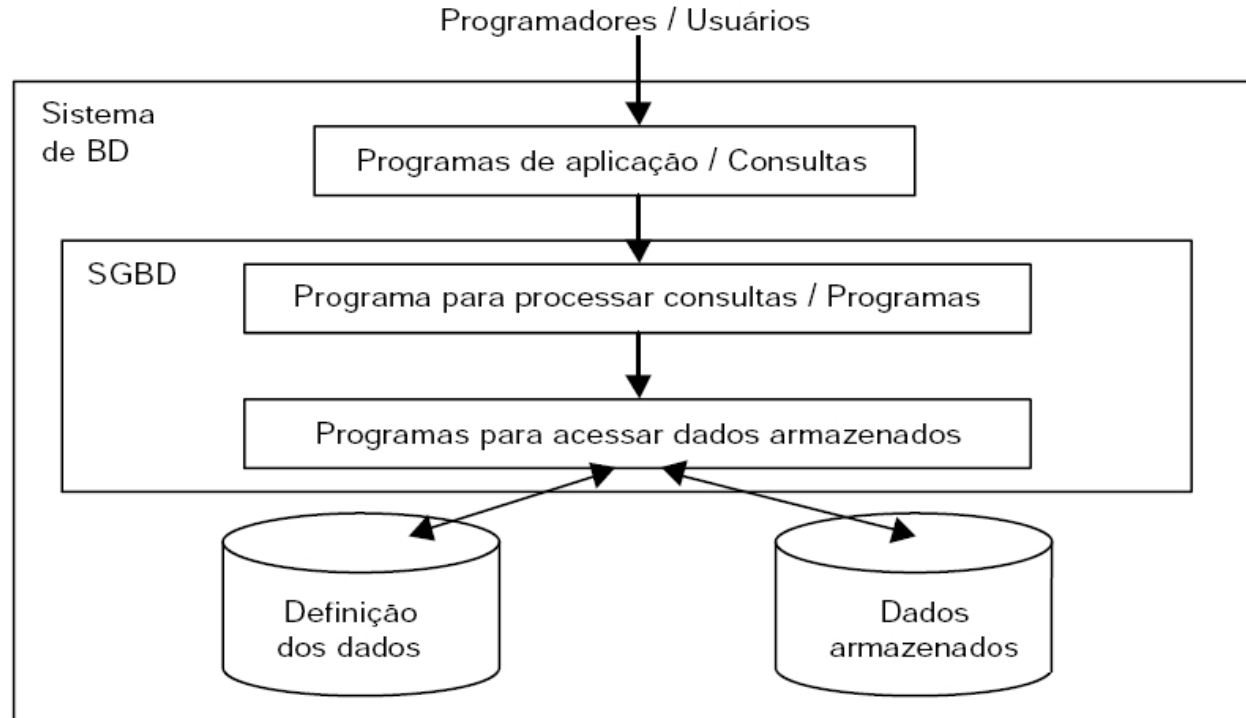 Programadores / Usuários
Sistema
de BD
Programas de aplicação / Consultas
SGBD
Programa para processar consultas / Programas
Programas para acessar dados armazenados
Definição
dos dados
Dados
armazenados